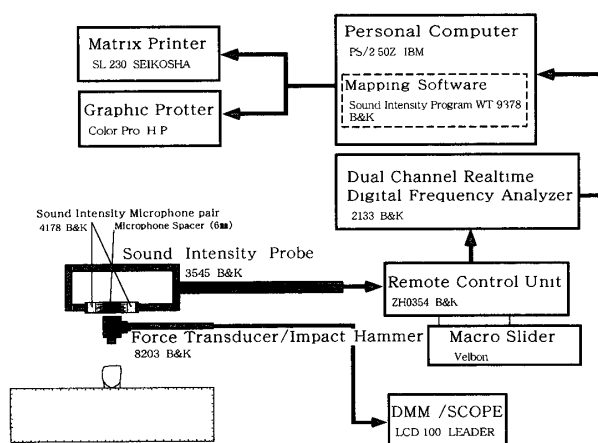 Matrix Printer
SL 230 SEIKOSHA
Graphic Protter
Color Pro H P
Personal Computer
PS/2 50Z IBM
Mapping Software
Sound Intensity Program WT 9378
B&K
Dual Channel Realtime
Digital Frequency Analyzer
2133 B&K
Sound Intensity Microphone pair
4178 B&K
Microphone Spacer (6mm)
Sound Intensity Probe
3545 B&K
Remote Control Unit
ZH0354 B&K
Force Transducer/Impact Hammer
8203 B&K
Macro Slider
Velbon
DMM /SCOPE
LCD 100 LEADER